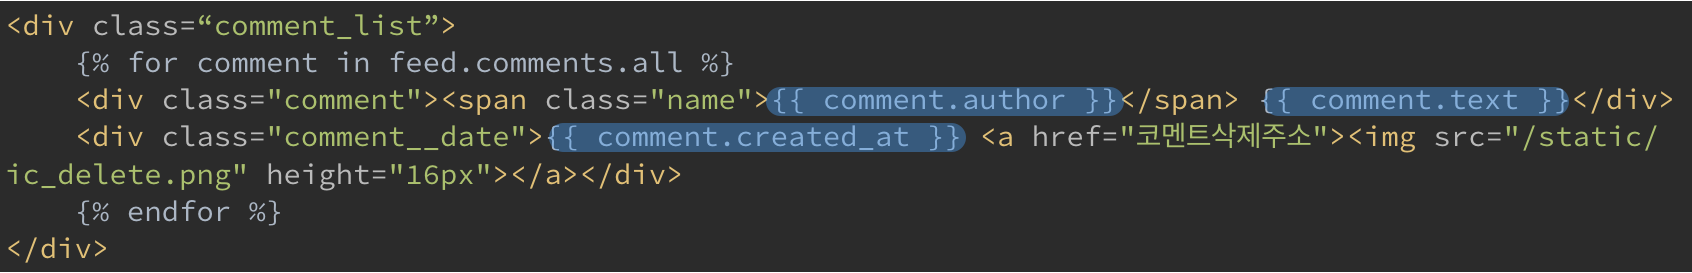 <div class=“comment_list”>
    {% for comment in feed.comments.all %}
    <div class="comment"><span class="name">{{ comment.author }}</span> {{ comment.text }}</div>
    <div class="comment__date">{{ comment.created_at }} <a href="코멘트삭제주소"><img src="/static/
ic_delete.png" height="16px"></a></div>
    {% endfor %}
</div>